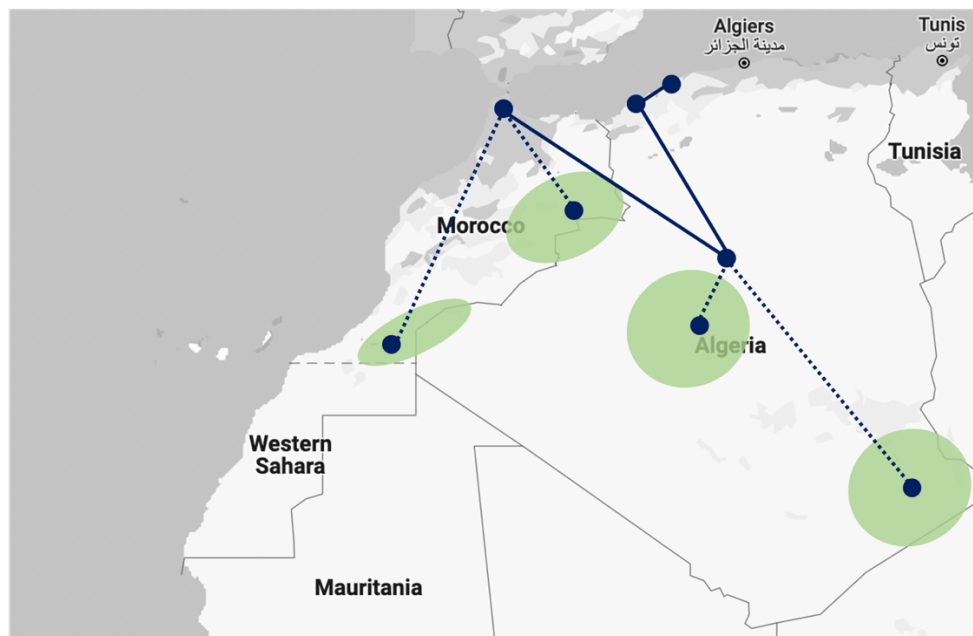 Algiers
مدينة الجزائر
Tunis
تونس
Tunisia
Morocco
Algeria
Western
Sahara
Mauritania